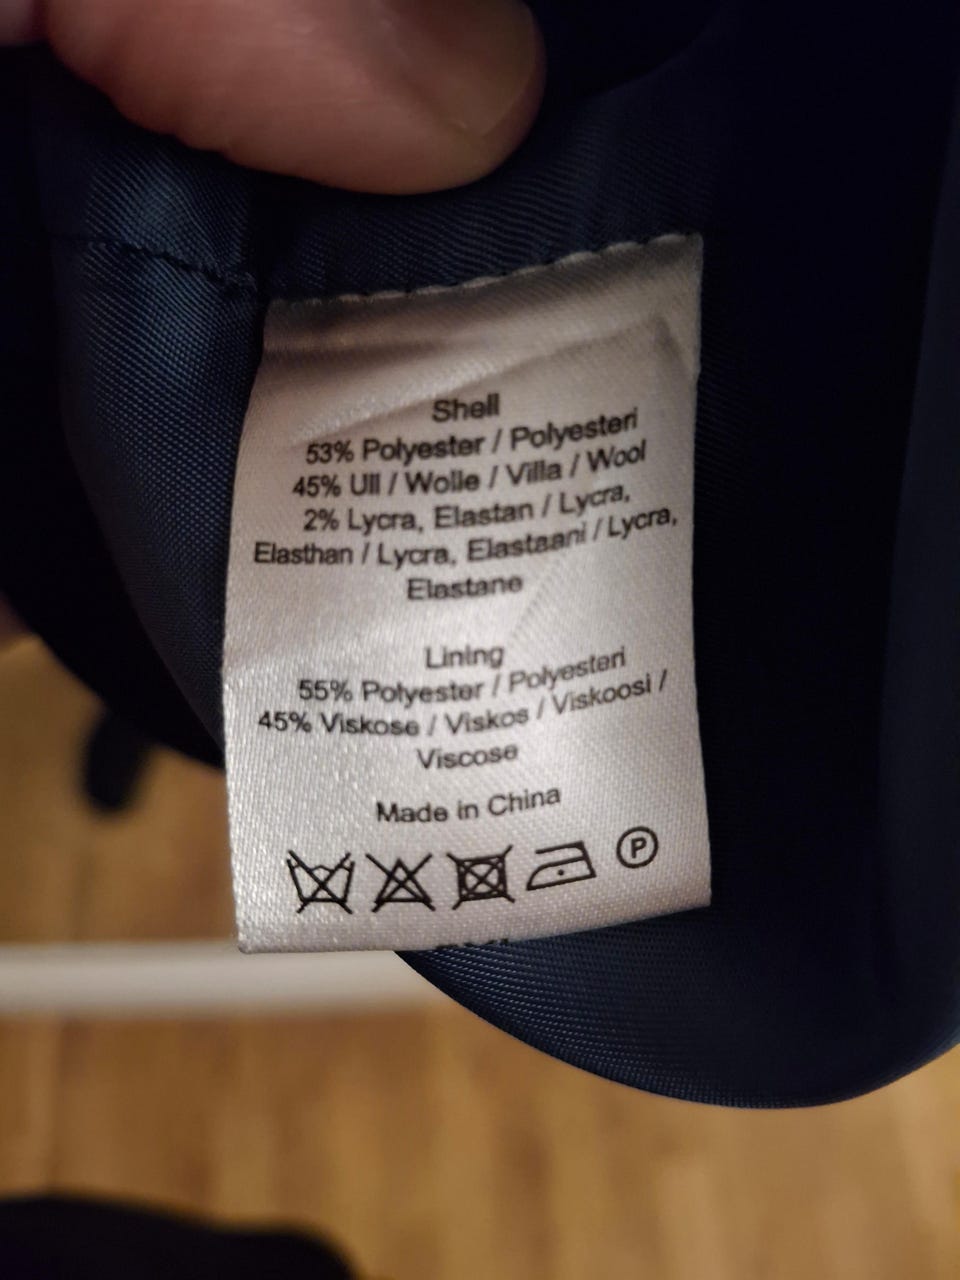 Shell
53% Polyester / Polyesteri
45% Ull / Wolle / Villa / Wool
2% Lycra, Elastan / Lycra,
Elasthan / Lycra, Elastaani / Lycra,
Elastane
Lining
55% Polyester / Polyesteri
45% Viskose / Viskos / Viskoosi /
Viscose
Made in China
P